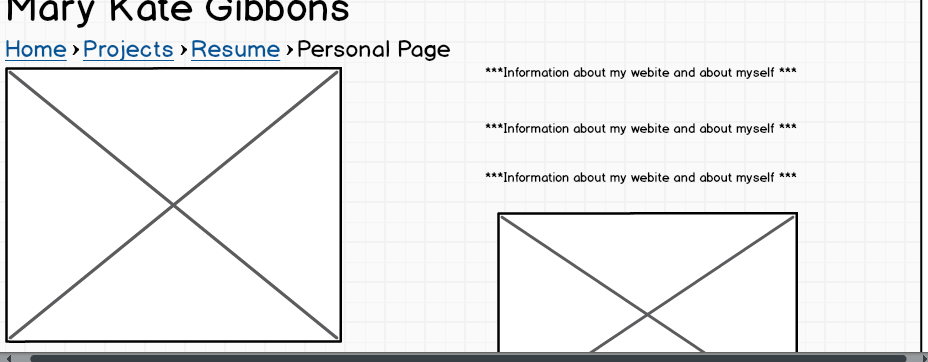 Mary Kate Gibbons
Home › Projects › Resume › Personal Page
***Information about my webite and about myself ***
***Information about my webite and about myself ***
***Information about my webite and about myself ***